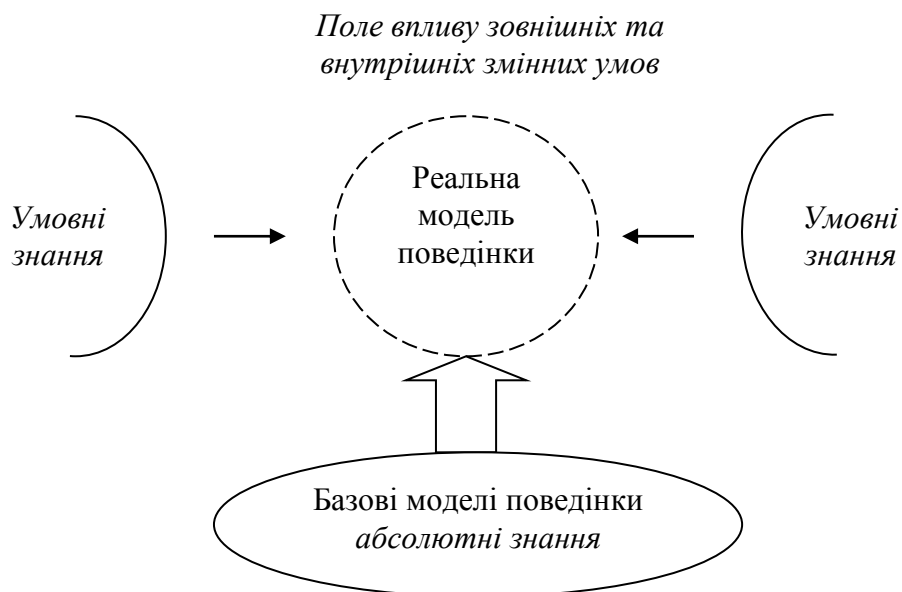 Поле впливу зовнішніх та
внутрішніх змінних умов
Реальна
модель
поведінки
Умовні
знання
Умовні
знання
Базові моделі поведінки
абсолютні знання